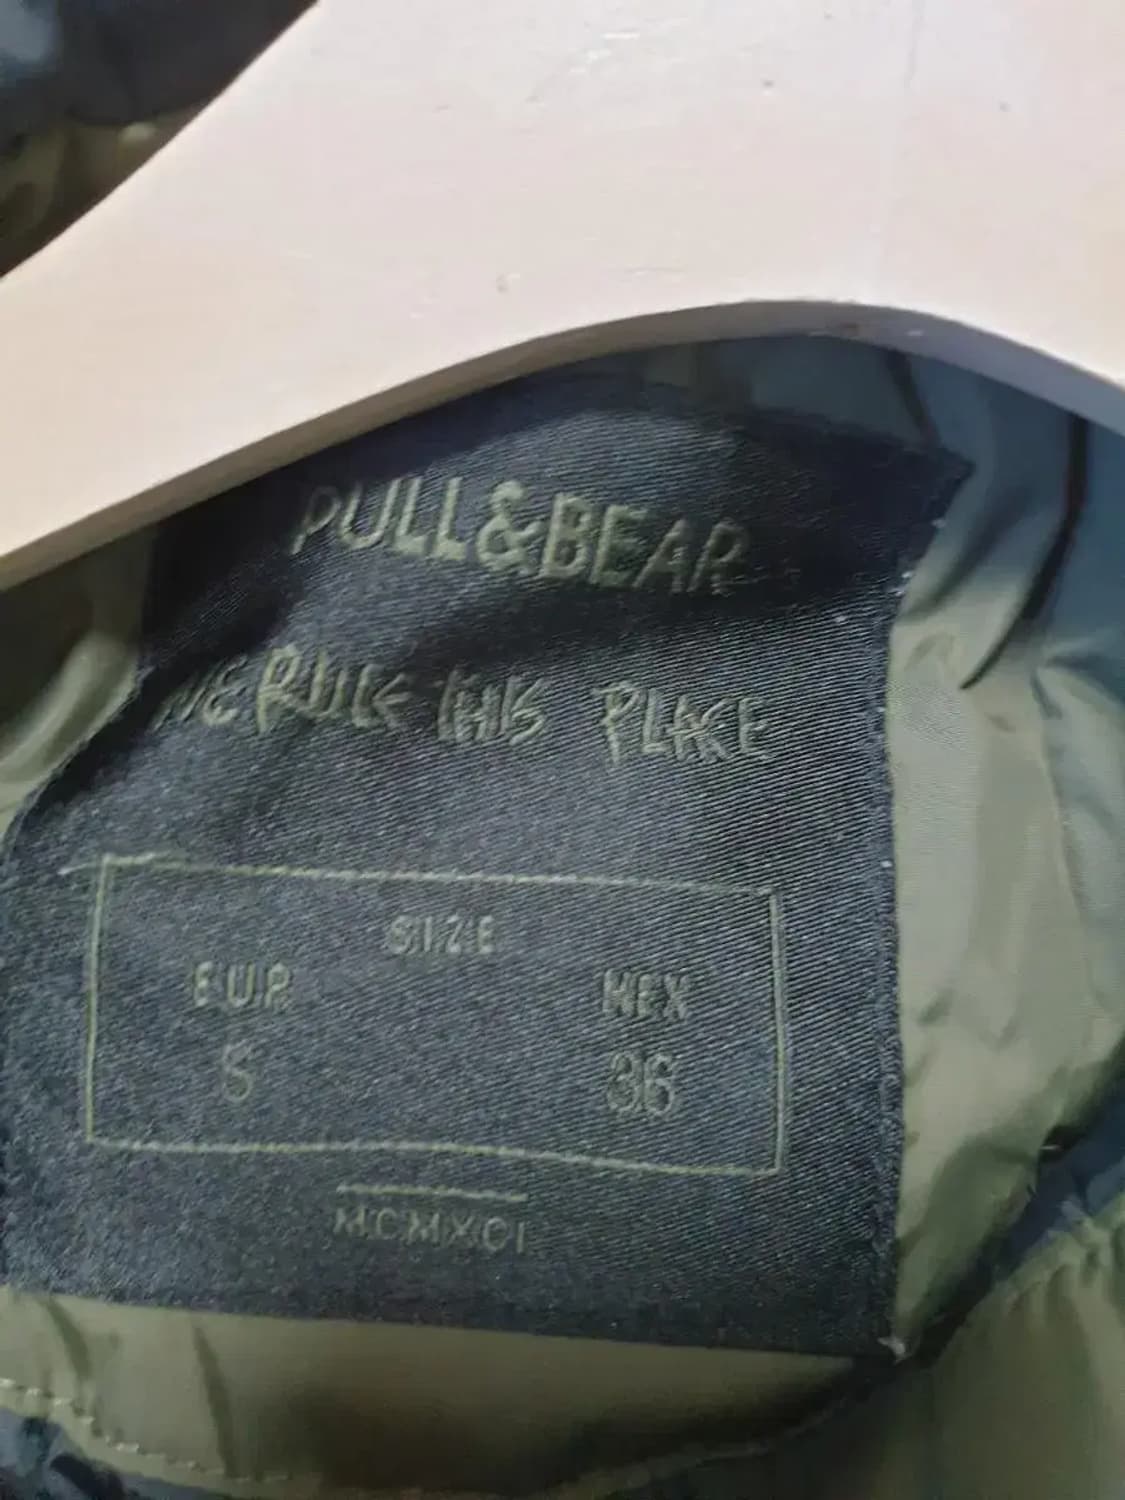 PULL&BEAR
WE RULE THIS PLACE
SIZE
EUR MEX
S 36
MCMXCI